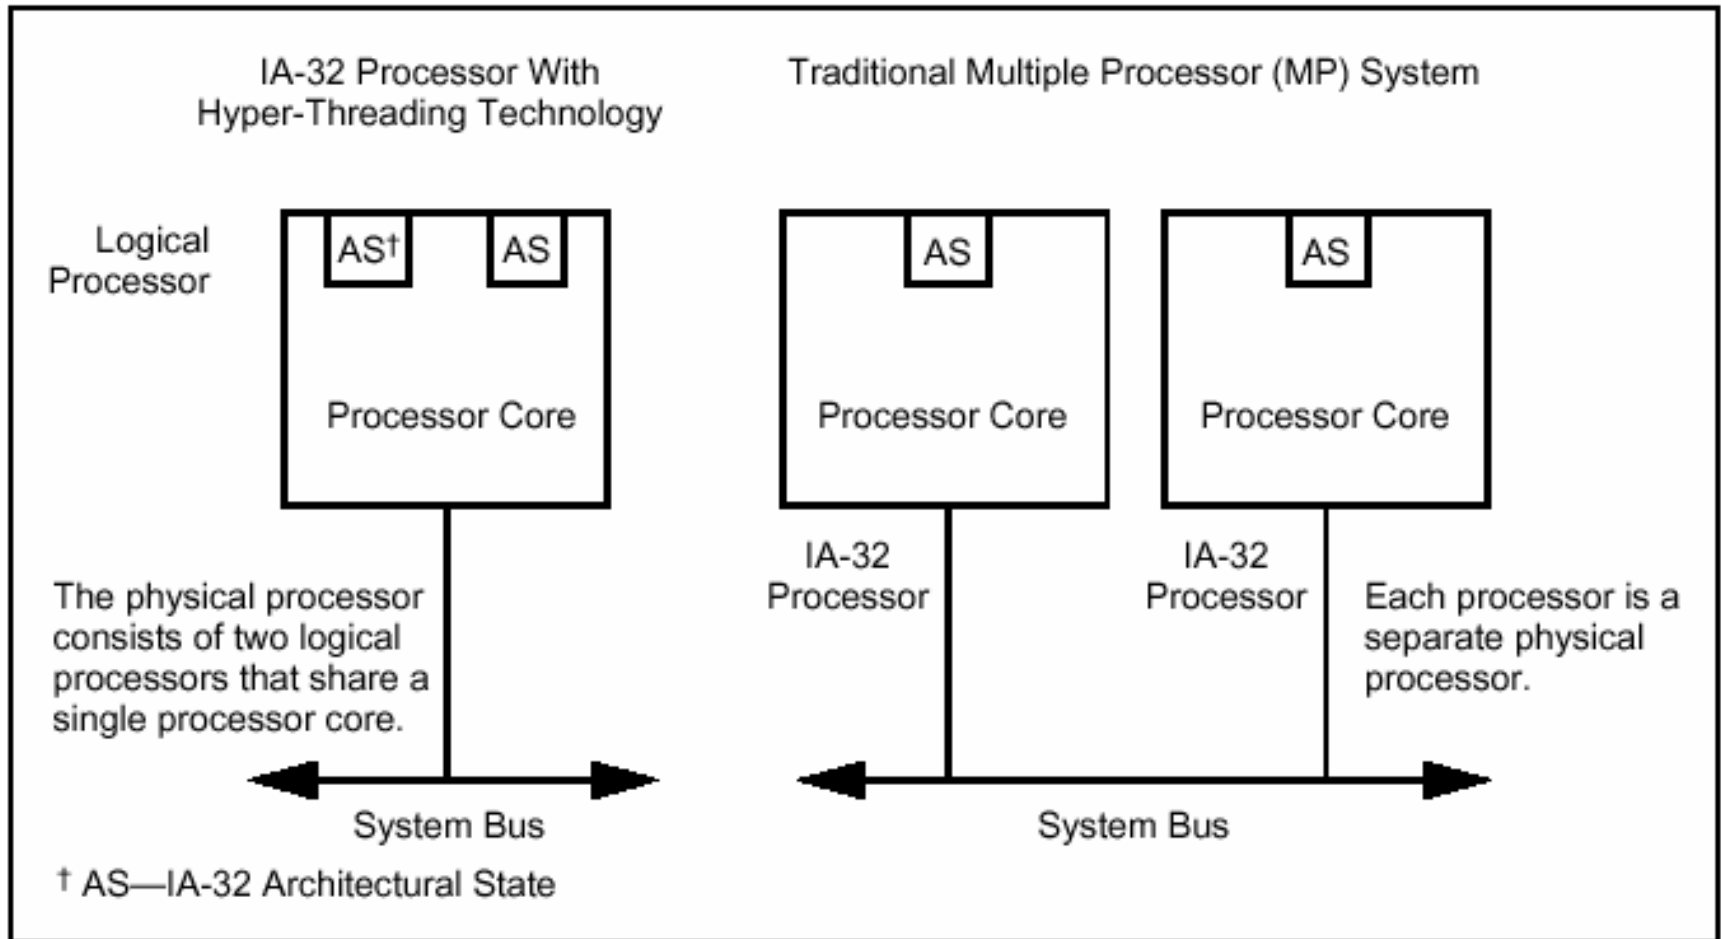 IA-32 Processor With
Hyper-Threading Technology
Traditional Multiple Processor (MP) System
Logical
Processor
AS†
AS
AS
AS
Processor Core
Processor Core
Processor Core
IA-32
Processor
IA-32
Processor
The physical processor
consists of two logical
processors that share a
single processor core.
Each processor is a
separate physical
processor.
System Bus
System Bus
† AS—IA-32 Architectural State